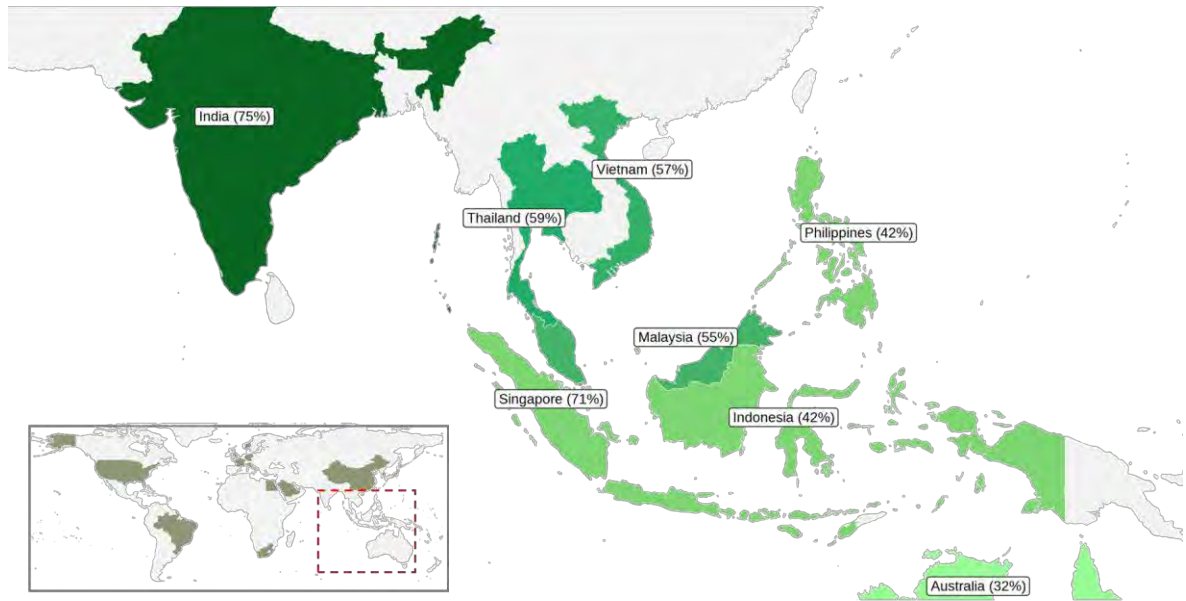 India (75%)
Vietnam (57%)
Thailand (59%)
Philippines (42%)
Malaysia (55%)
Singapore (71%)
Indonesia (42%)
Australia (32%)